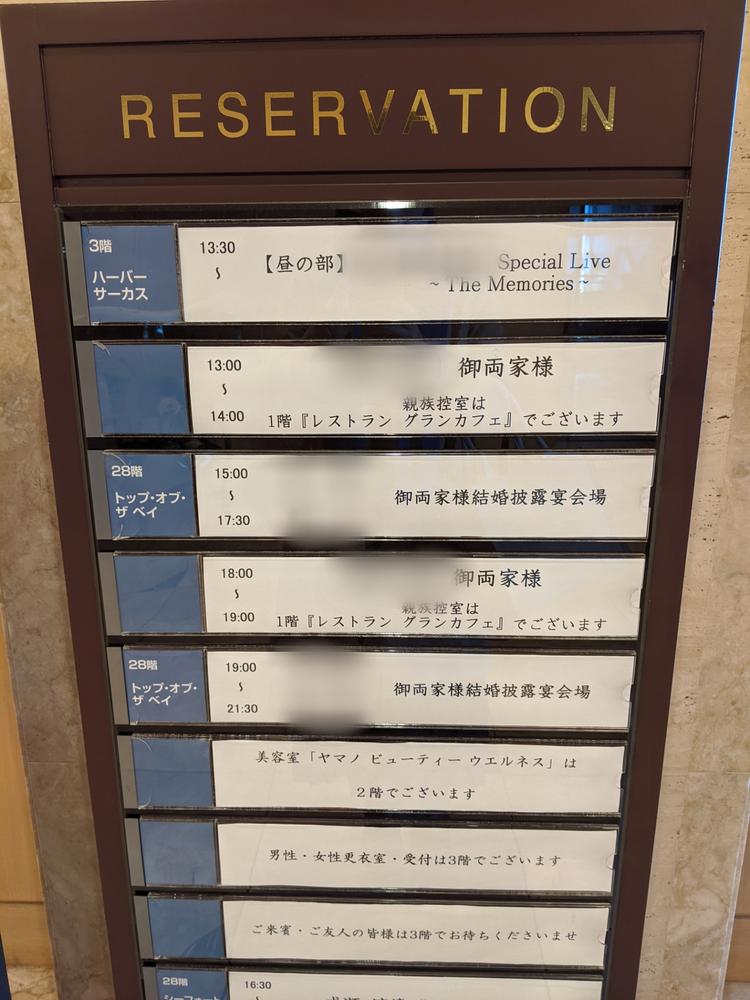 RESERVATION
3階
ハーバー
サーカス
13:30
~
【昼の部】 Special Live
~ The Memories ~
13:00
~
14:00
御両家様
親族控室は
1階『レストラン グランカフェ』でございます
28階
トップ・オブ・
ザ ベイ
15:00
~
17:30
御両家様結婚披露宴会場
18:00
~
19:00
御両家様
親族控室は
1階『レストラン グランカフェ』でございます
28階
トップ・オブ・
ザ ベイ
19:00
~
21:30
御両家様結婚披露宴会場
美容室「ヤマノ ビューティー ウエルネス」は
2階でございます
男性・女性更衣室・受付は3階でございます
ご来賓・ご友人の皆様は3階でお待ちくださいませ
28階
16:30
~